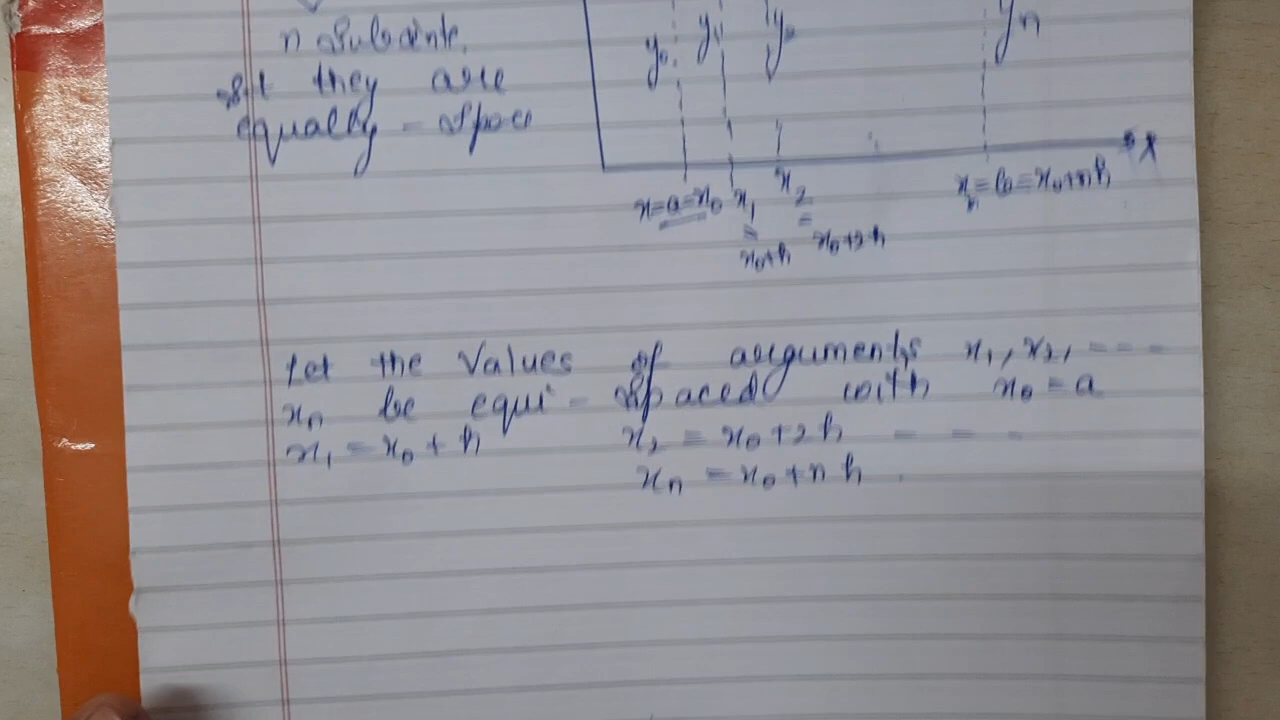 n Subinte.
s.t they are
equally - space
y₀ y₁ y₂ yₙ
X
x=a=x₀ x₁ x₂ xₙ=b=x₀+nh
= =
x₀+h x₀+2h
Let the Values of arguments x₁, x₂, - - -
xₙ be equi - Spaced with x₀ = a
x₁ = x₀ + h x₂ = x₀ + 2h - - -
xₙ = x₀ + n h .